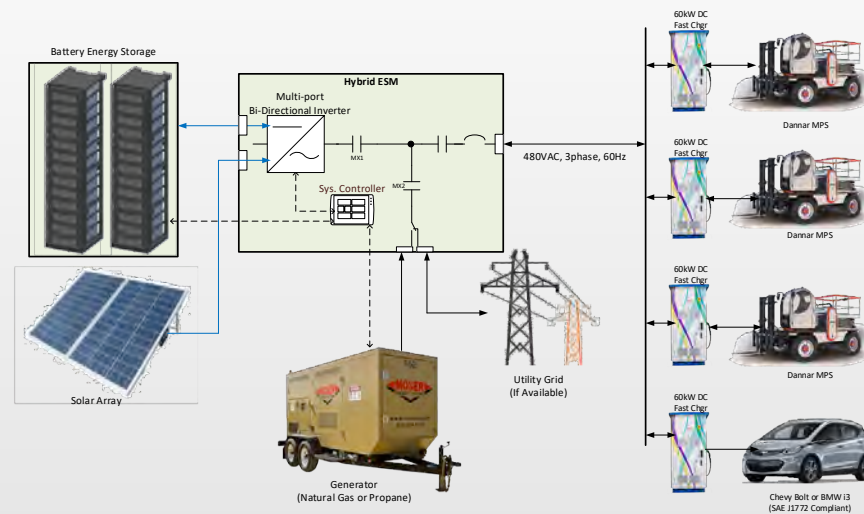 Battery Energy Storage
Hybrid ESM
Multi-port
Bi-Directional Inverter
MX1
MX2
Sys. Controller
480VAC, 3phase, 60Hz
Solar Array
MOSER
Generator
(Natural Gas or Propane)
Utility Grid
(If Available)
60kW DC
Fast Chgr
Dannar MPS
60kW DC
Fast Chgr
Dannar MPS
60kW DC
Fast Chgr
Dannar MPS
60kW DC
Fast Chgr
Chevy Bolt or BMW i3
(SAE J1772 Compliant)